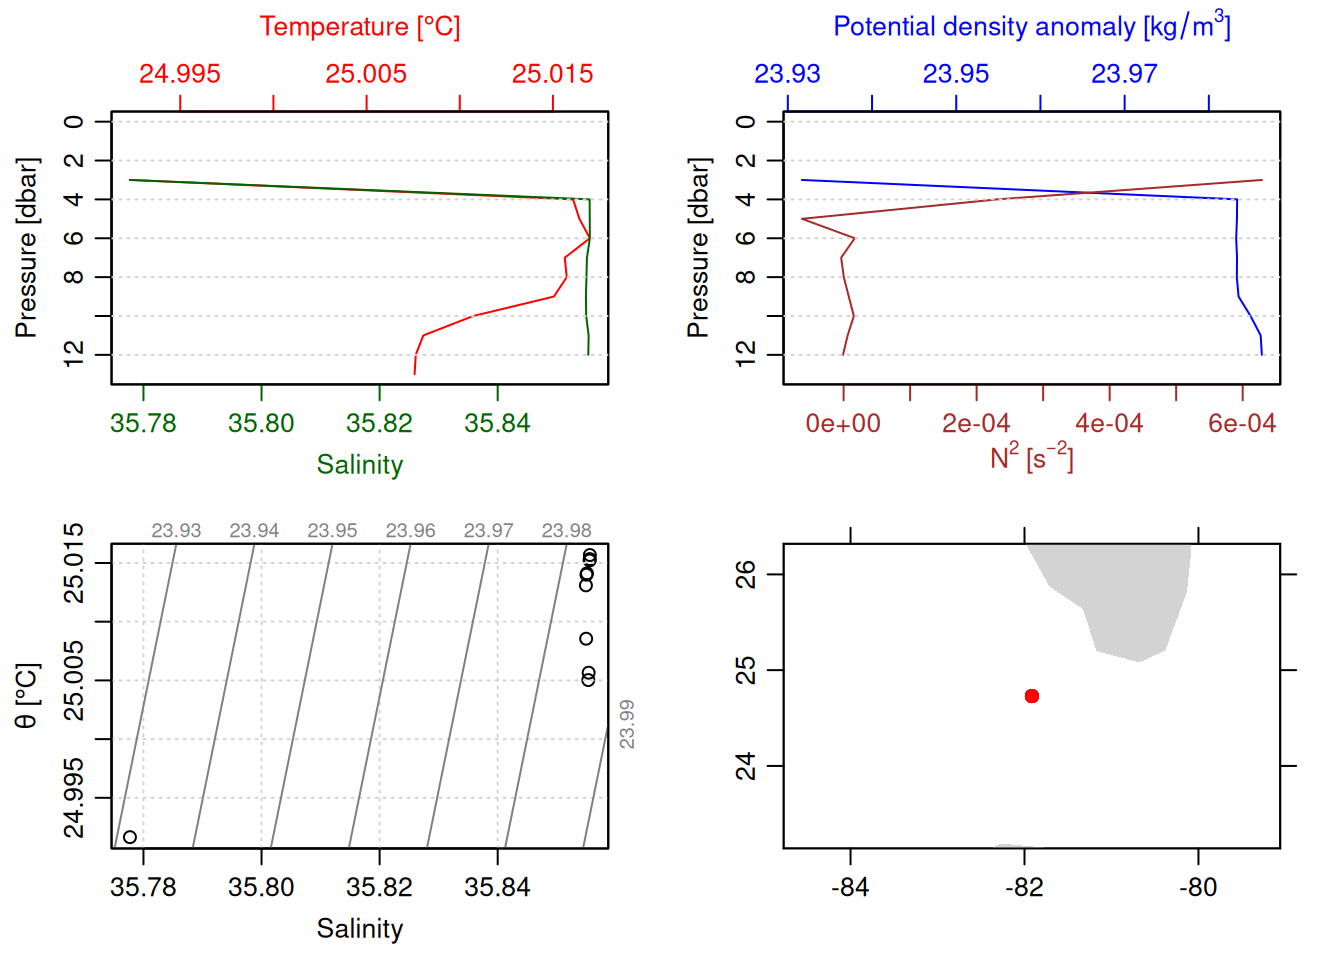 Temperature [°C]
24.995 25.005 25.015
Pressure [dbar]
0
2
4
6
8
12
35.78 35.80 35.82 35.84
Salinity
Potential density anomaly [kg/m³]
23.93 23.95 23.97
Pressure [dbar]
0
2
4
6
8
12
0e+00 2e-04 4e-04 6e-04
N² [s⁻²]
23.93 23.94 23.95 23.96 23.97 23.98
23.99
θ [°C]
25.015
25.005
24.995
35.78 35.80 35.82 35.84
Salinity
26
25
24
-84 -82 -80